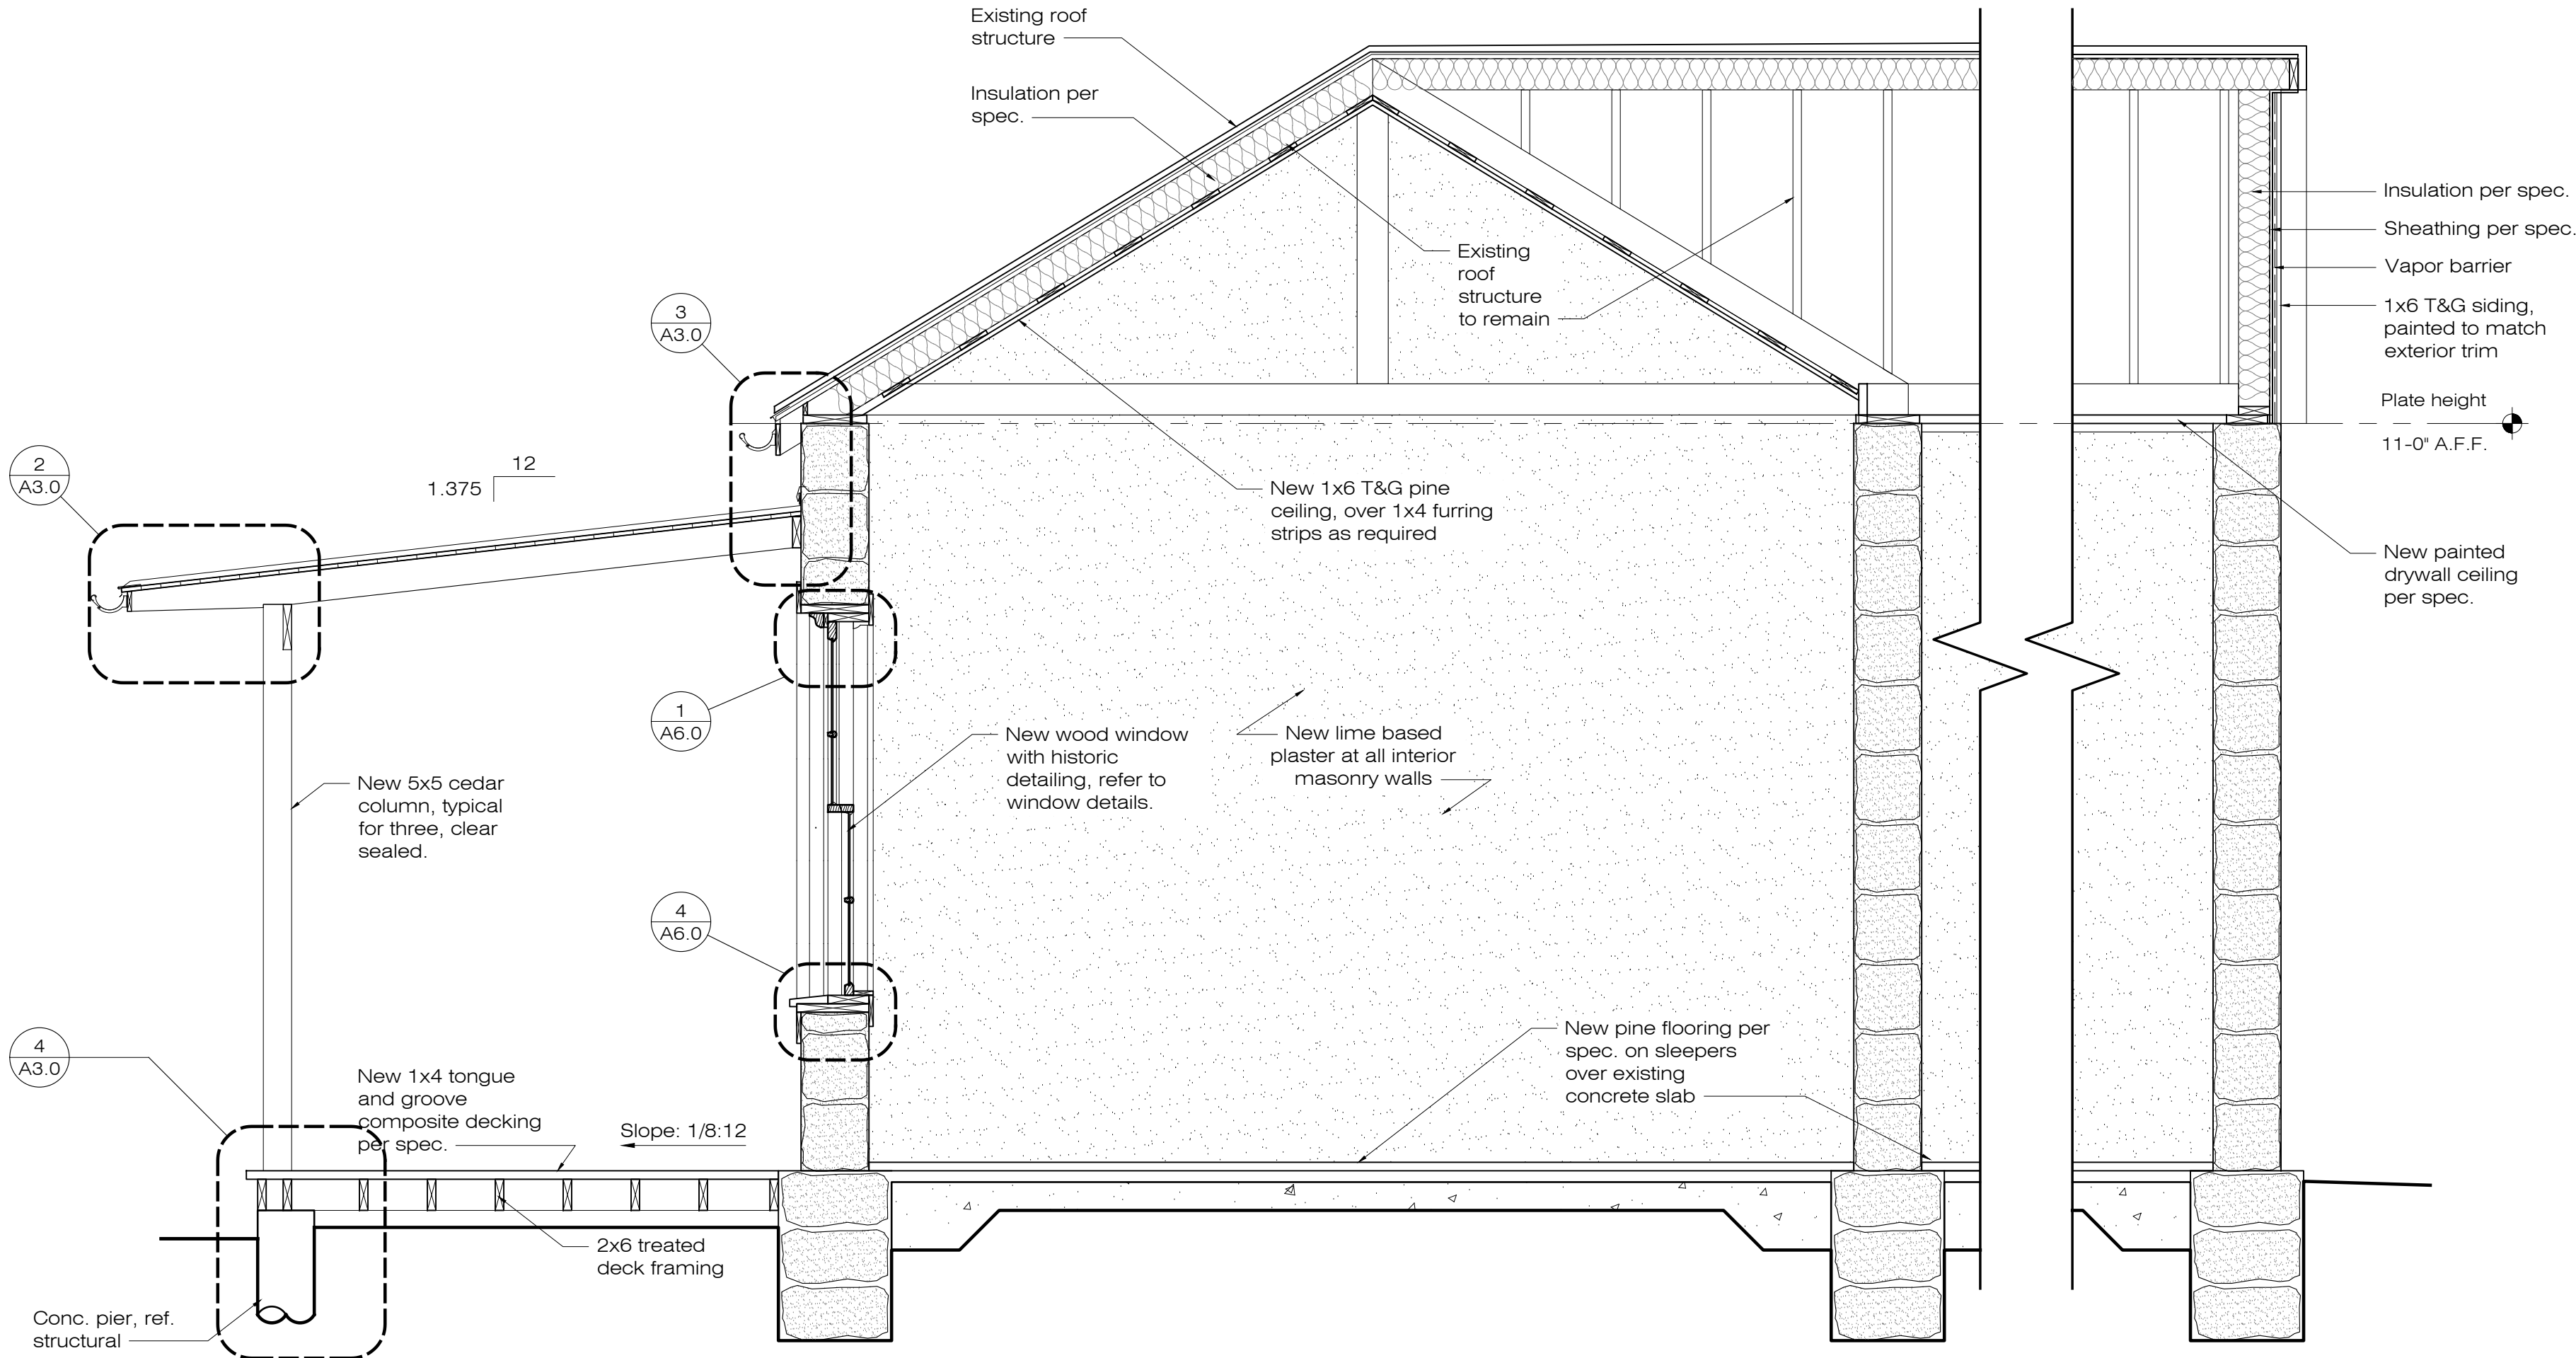 Existing roof
structure
Insulation per
spec.
Insulation per spec.
Sheathing per spec.
Vapor barrier
1x6 T&G siding,
painted to match
exterior trim
Existing
roof
structure
to remain
3
A3.0
Plate height
11-0" A.F.F.
2
A3.0
12
1.375
New 1x6 T&G pine
ceiling, over 1x4 furring
strips as required
New painted
drywall ceiling
per spec.
1
A6.0
New wood window
with historic
detailing, refer to
window details.
New lime based
plaster at all interior
masonry walls
New 5x5 cedar
column, typical
for three, clear
sealed.
4
A6.0
4
A3.0
New pine flooring per
spec. on sleepers
over existing
concrete slab
New 1x4 tongue
and groove
composite decking
per spec.
Slope: 1/8:12
2x6 treated
deck framing
Conc. pier, ref.
structural